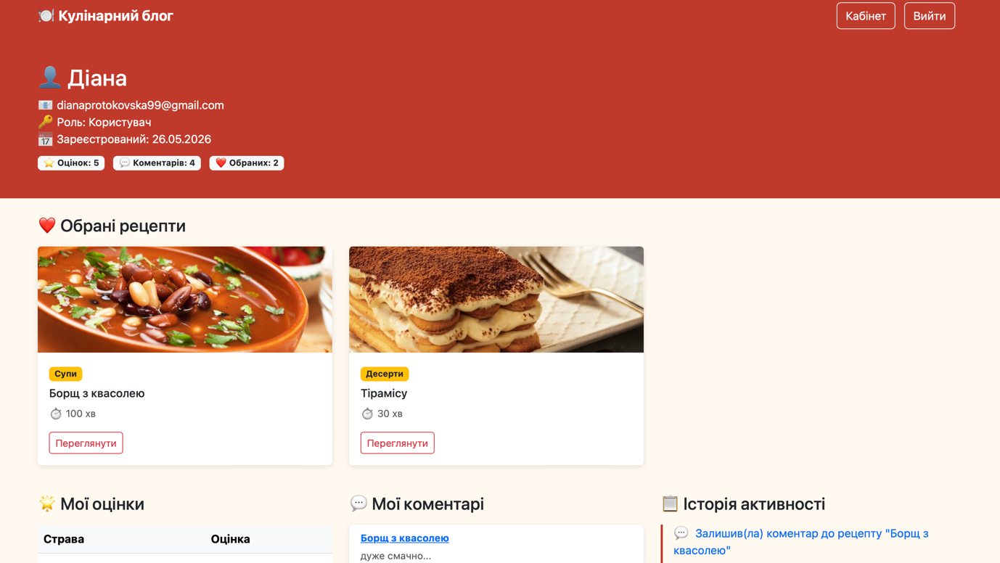 Кулінарний блог
Кабінет
Вийти
Діана
dianaprotokovska99@gmail.com
Роль: Користувач
Зареєстрований: 26.05.2026
Оцінок: 5
Коментарів: 4
Обраних: 2
Обрані рецепти
Супи
Борщ з квасолею
100 хв
Переглянути
Десерти
Тірамісу
30 хв
Переглянути
Мої оцінки
Страва
Оцінка
Мої коментарі
Борщ з квасолею
дуже смачно...
Історія активності
Залишив(ла) коментар до рецепту "Борщ з
квасолею"